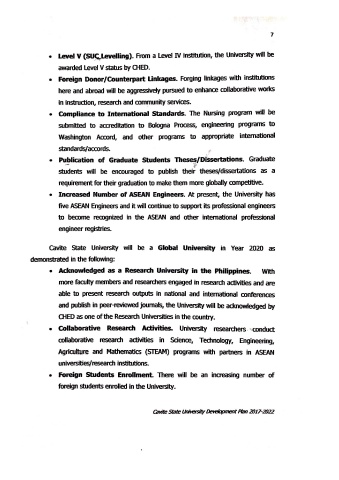 7
• Level V (SUC Levelling). From a Level IV institution, the University will be
awarded Level V status by CHED.
• Foreign Donor/Counterpart Linkages. Forging linkages with institutions
here and abroad will be aggressively pursued to enhance collaborative works
in instruction, research and community services.
• Compliance to International Standards. The Nursing program will be
submitted to accreditation to Bologna Process, engineering programs to
Washington Accord, and other programs to appropriate international
standards/accords.
• Publication of Graduate Students Theses/Dissertations. Graduate
students will be encouraged to publish their theses/dissertations as a
requirement for their graduation to make them more globally competitive.
• Increased Number of ASEAN Engineers. At present, the University has
five ASEAN Engineers and it will continue to support its professional engineers
to become recognized in the ASEAN and other international professional
engineer registries.
Cavite State University will be a Global University in Year 2020 as
demonstrated in the following:
• Acknowledged as a Research University in the Philippines. With
more faculty members and researchers engaged in research activities and are
able to present research outputs in national and international conferences
and publish in peer-reviewed journals, the University will be acknowledged by
CHED as one of the Research Universities in the country.
• Collaborative Research Activities. University researchers conduct
collaborative research activities in Science, Technology, Engineering,
Agriculture and Mathematics (STEAM) programs with partners in ASEAN
universities/research institutions.
• Foreign Students Enrollment. There will be an increasing number of
foreign students enrolled in the University.
Cavite State University Development Plan 2017-2022